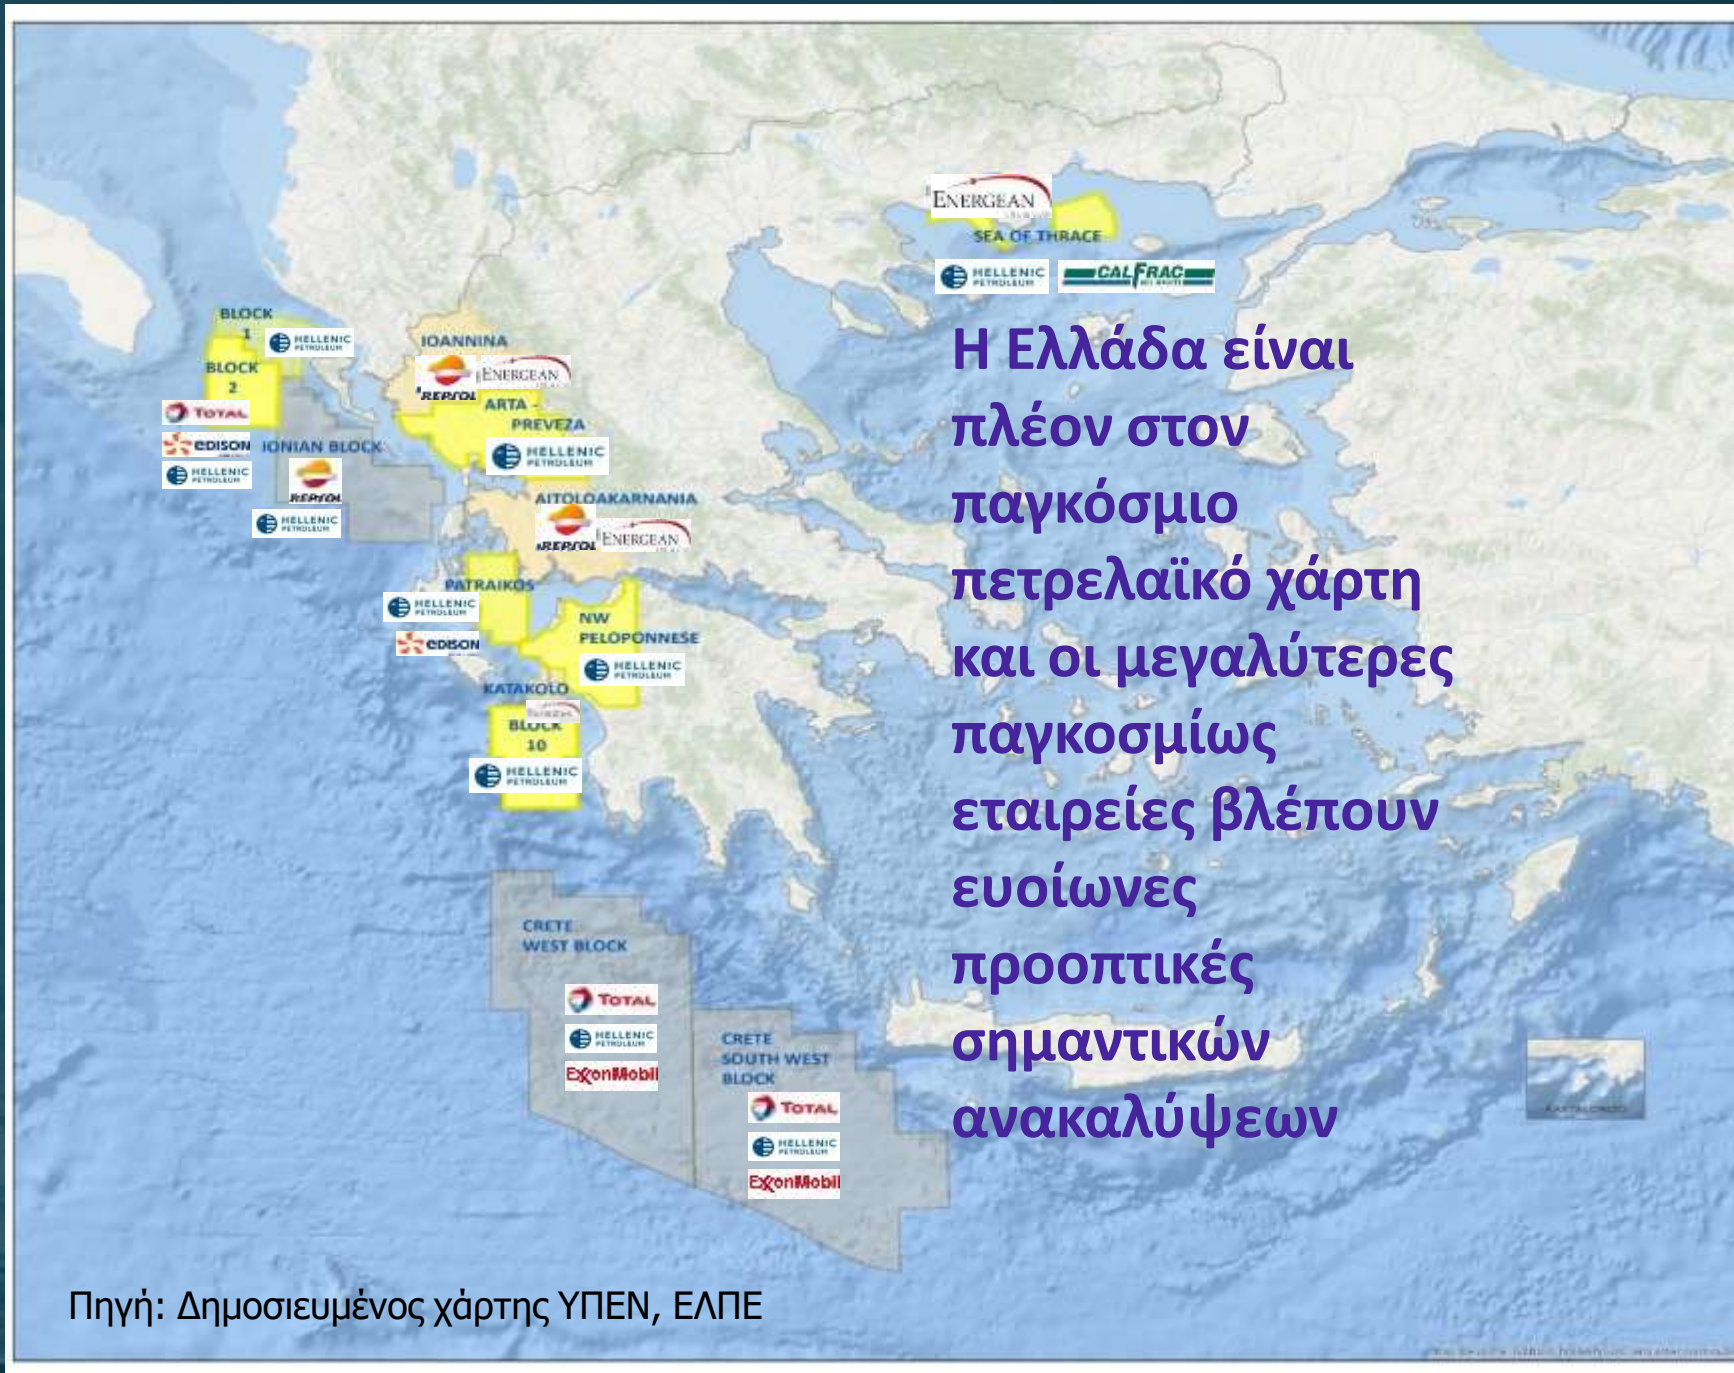 ENERGEAN
SEA OF THRACE
HELLENIC
PETROLEUM
CALFRAC
BLOCK
1
HELLENIC
PETROLEUM
BLOCK
2
TOTAL
EDISON
HELLENIC
PETROLEUM
IONIAN BLOCK
REPSOL
HELLENIC
PETROLEUM
IOANNINA
REPSOL
ENERGEAN
ARTA -
PREVEZA
HELLENIC
PETROLEUM
AITOLOAKARNANIA
REPSOL
ENERGEAN
PATRAIKOS
HELLENIC
PETROLEUM
EDISON
NW
PELOPONNESE
HELLENIC
PETROLEUM
KATAKOLO
BLOCK
10
HELLENIC
PETROLEUM
CRETE
WEST BLOCK
TOTAL
HELLENIC
PETROLEUM
ExxonMobil
CRETE
SOUTH WEST
BLOCK
TOTAL
HELLENIC
PETROLEUM
ExxonMobil
Η Ελλάδα είναι
πλέον στον
παγκόσμιο
πετρελαϊκό χάρτη
και οι μεγαλύτερες
παγκοσμίως
εταιρείες βλέπουν
ευοίωνες
προοπτικές
σημαντικών
ανακαλύψεων
KASTELORIZO
Πηγή: Δημοσιευμένος χάρτης ΥΠΕΝ, ΕΛΠΕ